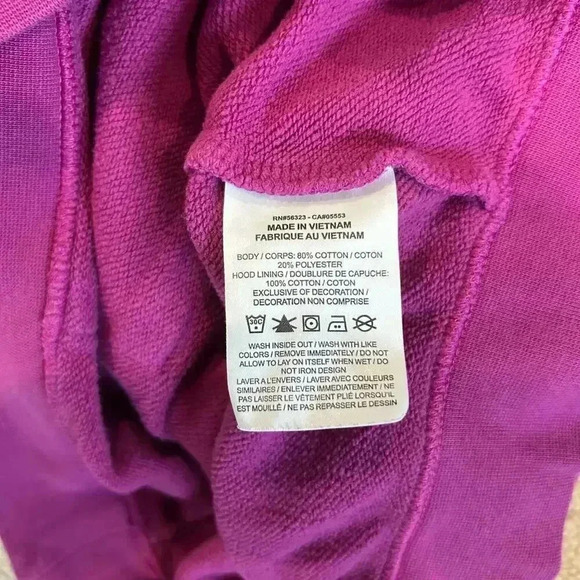 RN#56323 - CA#05553
MADE IN VIETNAM
FABRIQUE AU VIETNAM
BODY / CORPS: 80% COTTON / COTON
20% POLYESTER
HOOD LINING / DOUBLURE DE CAPUCHE:
100% COTTON / COTON
EXCLUSIVE OF DECORATION /
DECORATION NON COMPRISE
30C
WASH INSIDE OUT / WASH WITH LIKE
COLORS / REMOVE IMMEDIATELY / DO NOT
ALLOW TO LAY ON ITSELF WHEN WET / DO
NOT IRON DESIGN
LAVER A L'ENVERS / LAVER AVEC COULEURS
SIMILAIRES / ENLEVER IMMEDIATEMENT / NE
PAS LAISSER LE VÊTEMENT PLIÉ LORSQU'IL
EST MOUILLÉ / NE PAS REPASSER LE DESSIN